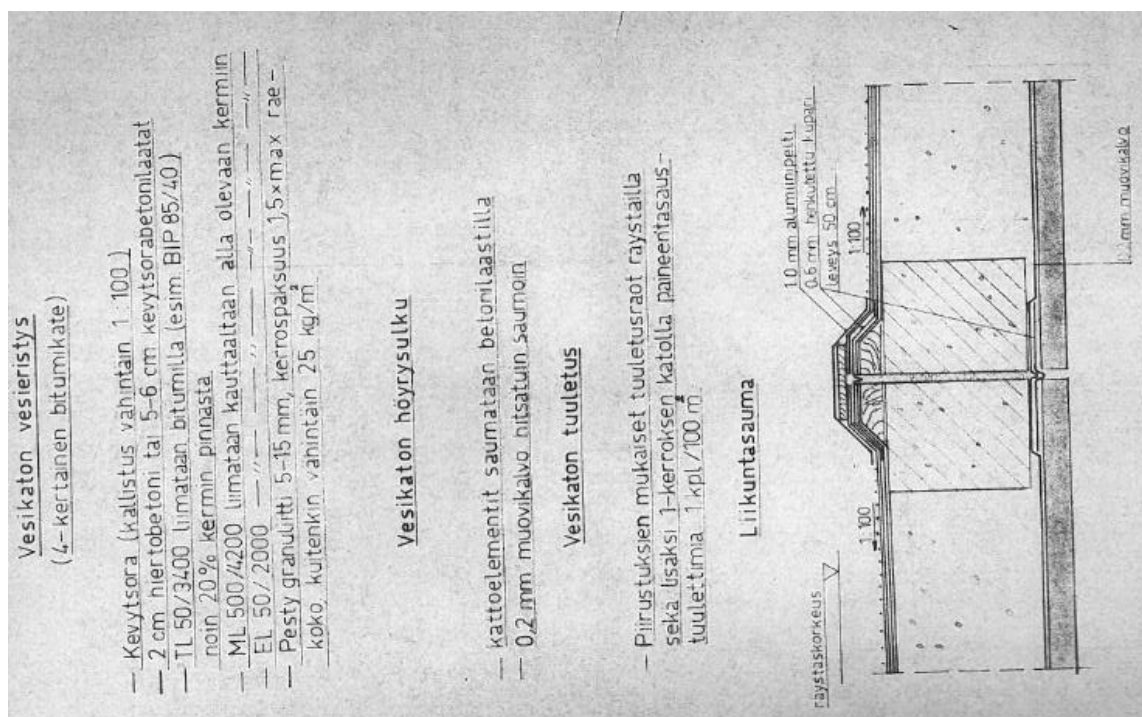 Vesikaton vesieristys
(4-kertainen bitumikate)
— Kevytsora (kallistus vähintäin 1:100)
— 2 cm hiertobetoni tai 5-6 cm kevytsorabetonilaatat
— TL 50/3400 liimataan bitumilla (esim BIP 85/40)
noin 20 % kermin pinnasta
— ML 500/4200 liimataan kauttaaltaan alla olevaan kermiin
— EL 50/2000 —//— —//— —//— —//—
— Pesty granuliitti 5-15 mm, kerrospaksuus 1,5×max rae-
koko, kuitenkin vähintäin 25 kg/m²
Vesikaton höyrysulku
— kattoelementit saumataan betonilaastilla
— 0,2 mm muovikalvo hitsatuin saumoin
Vesikaton tuuletus
— Piirustuksien mukaiset tuuletusraot räystäillä
sekä lisäksi 1-kerroksen katolla paineentasaus-
tuulettimia 1 kpl/100 m²
Liikuntasauma
räystäskorkeus
1:100
1.0 mm alumiinipelti
0.6 mm hehkutettu kupari
leveys 50 cm
1:100
0,2 mm muovikalvo